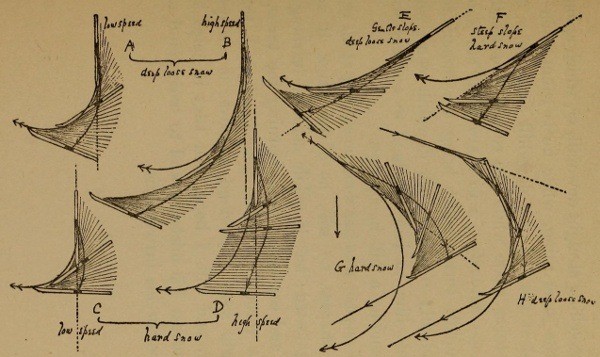 low speed
A
high speed
B
deep loose snow
E
Gentle slope.
deep loose snow
F
steep slope
hard snow
G hard snow
H deep loose snow
C
D
low speed
hard snow
high speed